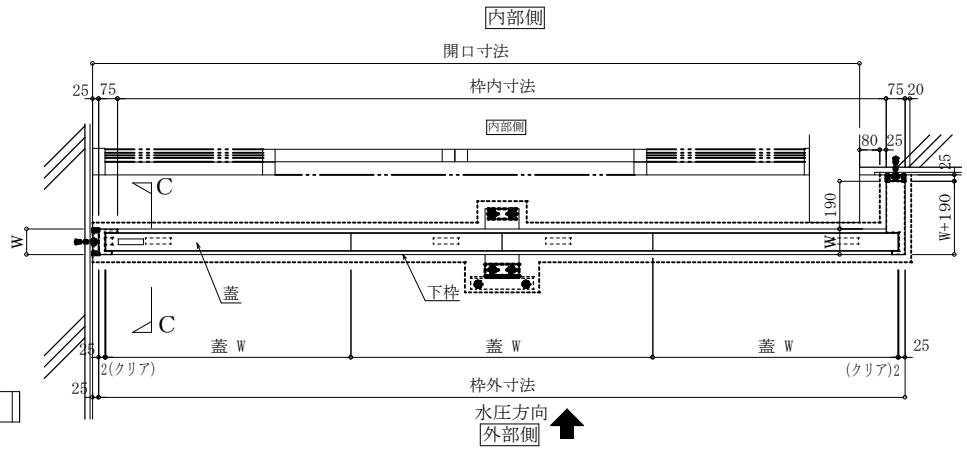 内部側
開口寸法
25 75 枠内寸法 75 20
内部側
80 25
25
C
W
190
W
W+190
蓋
下枠
C
25 蓋 W 蓋 W 蓋 W 25
2(クリア) (クリア)2
25 枠外寸法
水圧方向
外部側